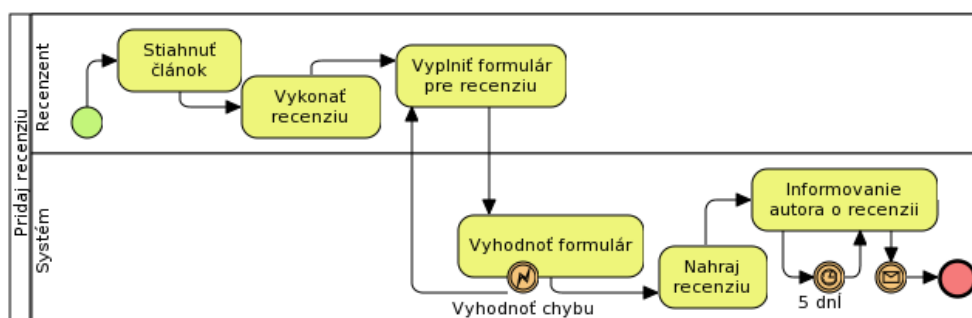 Pridaj recenziu
Recenzent
Stiahnuť
článok
Vykonať
recenziu
Vyplniť formulár
pre recenziu
Systém
Vyhodnoť formulár
Vyhodnoť chybu
Nahraj
recenziu
Informovanie
autora o recenzii
5 dní